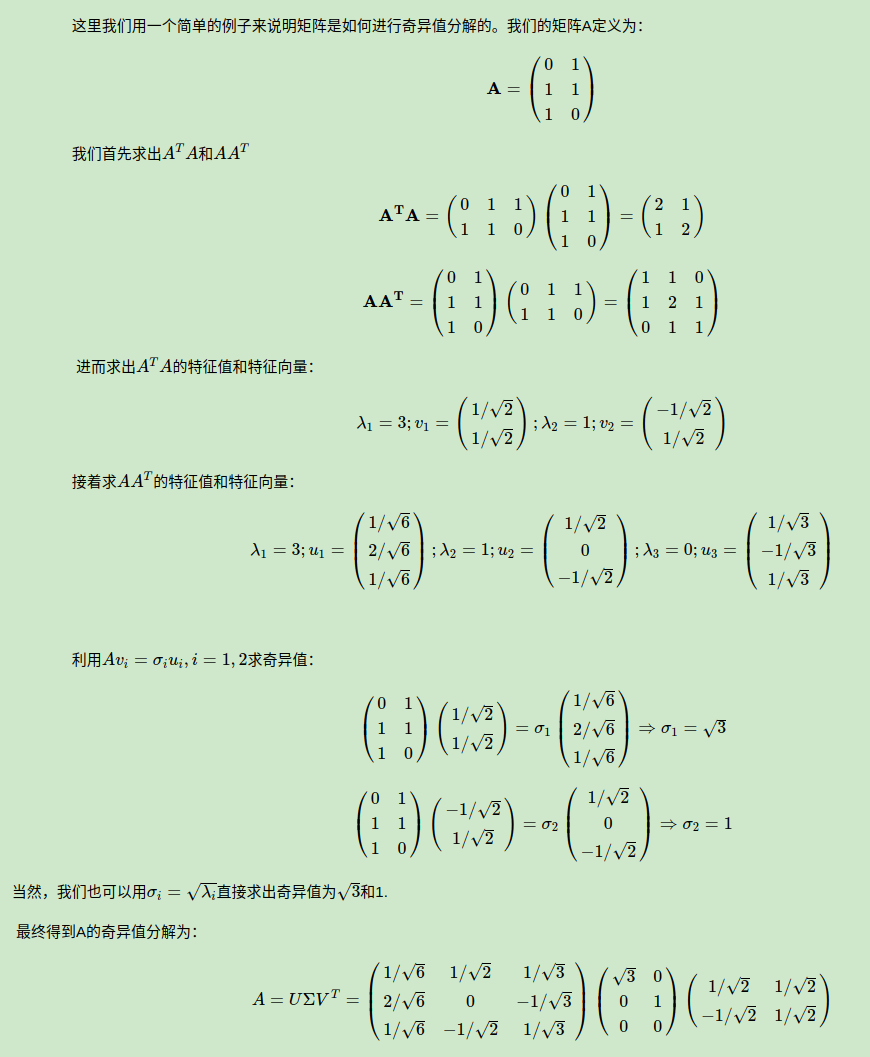 这里我们用一个简单的例子来说明矩阵是如何进行奇异值分解的。我们的矩阵A定义为：
$$\mathbf{A} = \begin{pmatrix} 0 & 1 \\ 1 & 1 \\ 1 & 0 \end{pmatrix}$$
我们首先求出$A^TA$和$AA^T$
$$\mathbf{A^TA} = \begin{pmatrix} 0 & 1 & 1 \\ 1 & 1 & 0 \end{pmatrix} \begin{pmatrix} 0 & 1 \\ 1 & 1 \\ 1 & 0 \end{pmatrix} = \begin{pmatrix} 2 & 1 \\ 1 & 2 \end{pmatrix}$$
$$\mathbf{AA^T} = \begin{pmatrix} 0 & 1 \\ 1 & 1 \\ 1 & 0 \end{pmatrix} \begin{pmatrix} 0 & 1 & 1 \\ 1 & 1 & 0 \end{pmatrix} = \begin{pmatrix} 1 & 1 & 0 \\ 1 & 2 & 1 \\ 0 & 1 & 1 \end{pmatrix}$$
进而求出$A^TA$的特征值和特征向量：
$$\lambda_1 = 3; v_1 = \begin{pmatrix} 1/\sqrt{2} \\ 1/\sqrt{2} \end{pmatrix}; \lambda_2 = 1; v_2 = \begin{pmatrix} -1/\sqrt{2} \\ 1/\sqrt{2} \end{pmatrix}$$
接着求$AA^T$的特征值和特征向量：
$$\lambda_1 = 3; u_1 = \begin{pmatrix} 1/\sqrt{6} \\ 2/\sqrt{6} \\ 1/\sqrt{6} \end{pmatrix}; \lambda_2 = 1; u_2 = \begin{pmatrix} 1/\sqrt{2} \\ 0 \\ -1/\sqrt{2} \end{pmatrix}; \lambda_3 = 0; u_3 = \begin{pmatrix} 1/\sqrt{3} \\ -1/\sqrt{3} \\ 1/\sqrt{3} \end{pmatrix}$$
利用$Av_i = \sigma_i u_i, i = 1, 2$求奇异值：
$$\begin{pmatrix} 0 & 1 \\ 1 & 1 \\ 1 & 0 \end{pmatrix} \begin{pmatrix} 1/\sqrt{2} \\ 1/\sqrt{2} \end{pmatrix} = \sigma_1 \begin{pmatrix} 1/\sqrt{6} \\ 2/\sqrt{6} \\ 1/\sqrt{6} \end{pmatrix} \Rightarrow \sigma_1 = \sqrt{3}$$
$$\begin{pmatrix} 0 & 1 \\ 1 & 1 \\ 1 & 0 \end{pmatrix} \begin{pmatrix} -1/\sqrt{2} \\ 1/\sqrt{2} \end{pmatrix} = \sigma_2 \begin{pmatrix} 1/\sqrt{2} \\ 0 \\ -1/\sqrt{2} \end{pmatrix} \Rightarrow \sigma_2 = 1$$
当然，我们也可以用$\sigma_i = \sqrt{\lambda_i}$直接求出奇异值为$\sqrt{3}$和1.
最终得到A的奇异值分解为：
$$A = U\Sigma V^T = \begin{pmatrix} 1/\sqrt{6} & 1/\sqrt{2} & 1/\sqrt{3} \\ 2/\sqrt{6} & 0 & -1/\sqrt{3} \\ 1/\sqrt{6} & -1/\sqrt{2} & 1/\sqrt{3} \end{pmatrix} \begin{pmatrix} \sqrt{3} & 0 \\ 0 & 1 \\ 0 & 0 \end{pmatrix} \begin{pmatrix} 1/\sqrt{2} & 1/\sqrt{2} \\ -1/\sqrt{2} & 1/\sqrt{2} \end{pmatrix}$$